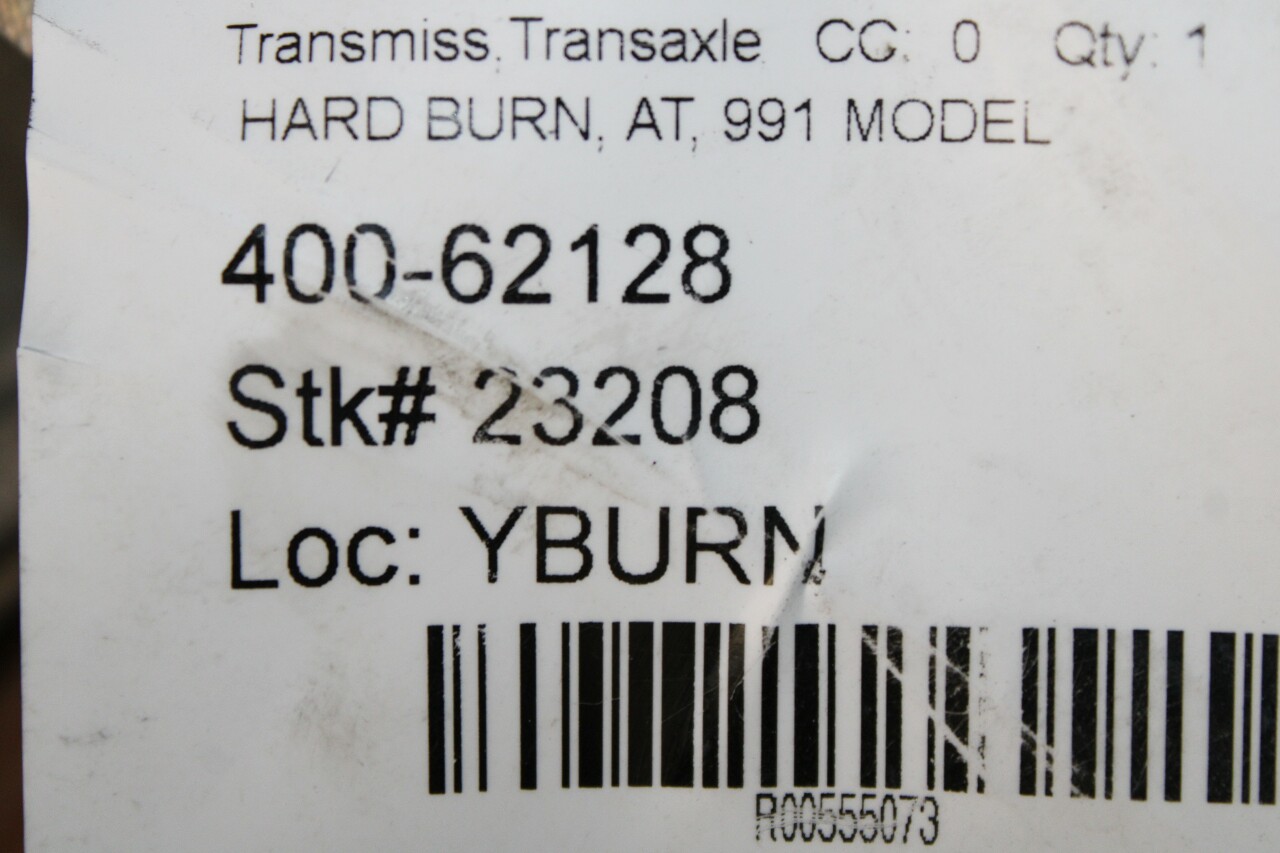 Transmiss,Transaxle CC: 0 Qty: 1
HARD BURN, AT, 991 MODEL
400-62128
Stk# 23208
Loc: YBURN
R00555073